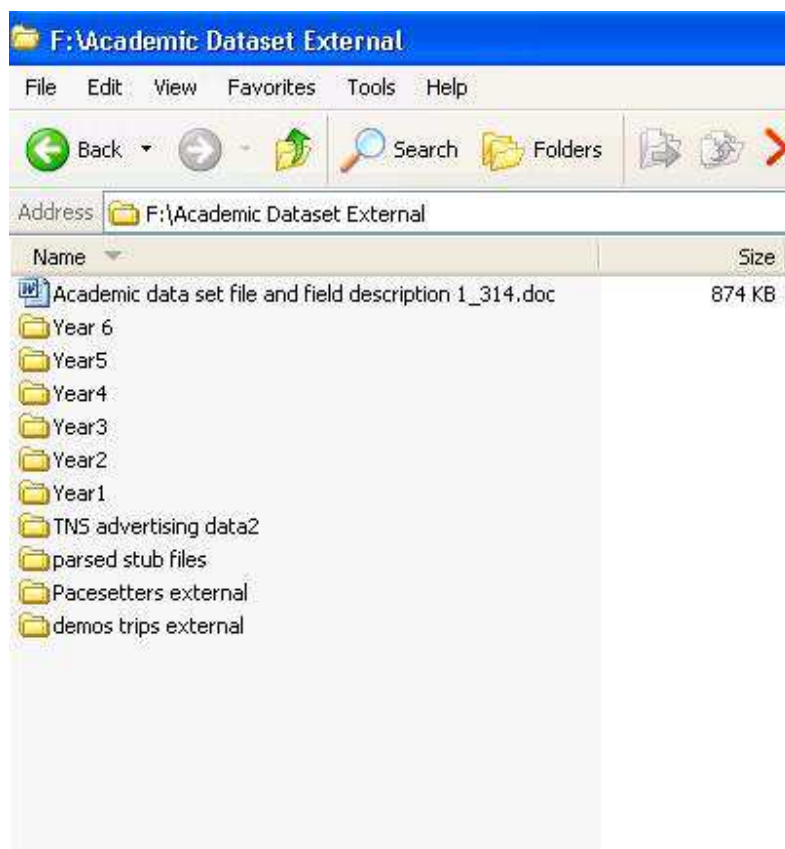 F:\Academic Dataset External
File Edit View Favorites Tools Help
Back Search Folders
Address F:\Academic Dataset External
Name Size
Academic data set file and field description 1_314.doc 874 KB
Year 6
Year5
Year4
Year3
Year2
Year1
TNS advertising data2
parsed stub files
Pacesetters external
demos trips external